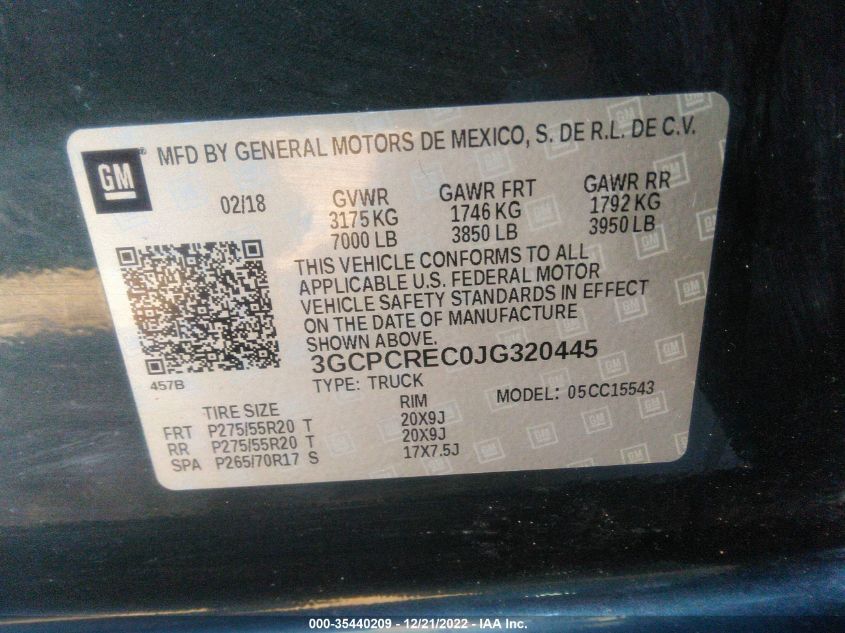 GM ® MFD BY GENERAL MOTORS DE MEXICO, S. DE R.L. DE C.V.
02/18 GVWR GAWR FRT GAWR RR
3175 KG 1746 KG 1792 KG
7000 LB 3850 LB 3950 LB
THIS VEHICLE CONFORMS TO ALL
APPLICABLE U.S. FEDERAL MOTOR
VEHICLE SAFETY STANDARDS IN EFFECT
ON THE DATE OF MANUFACTURE
SHOWN ABOVE.
3GCPCREC0JG320445
457B
TYPE: TRUCK MODEL: 05CC15543
TIRE SIZE RIM
FRT P275/55R20 T 20X9J
RR P275/55R20 T 20X9J
SPA P265/70R17 S 17X7.5J
000-35440209 - 12/21/2022 - IAA Inc.